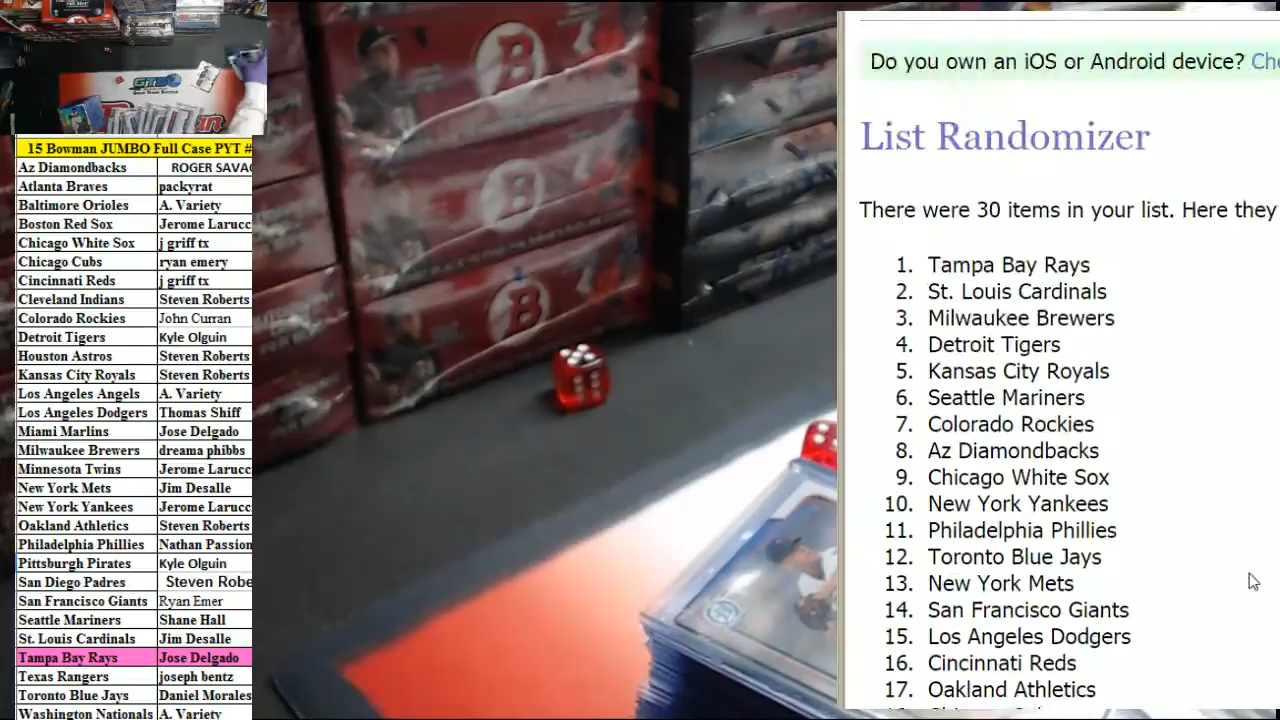 GTS
15 Bowman JUMBO Full Case PYT #
Az Diamondbacks ROGER SAVAG
Atlanta Braves packyrat
Baltimore Orioles A. Variety
Boston Red Sox Jerome Larucc
Chicago White Sox j griff tx
Chicago Cubs ryan emery
Cincinnati Reds j griff tx
Cleveland Indians Steven Roberts
Colorado Rockies John Curran
Detroit Tigers Kyle Olguin
Houston Astros Steven Roberts
Kansas City Royals Steven Roberts
Los Angeles Angels A. Variety
Los Angeles Dodgers Thomas Shiff
Miami Marlins Jose Delgado
Milwaukee Brewers dreama phibbs
Minnesota Twins Jerome Larucc
New York Mets Jim Desalle
New York Yankees Jerome Larucc
Oakland Athletics Steven Roberts
Philadelphia Phillies Nathan Passion
Pittsburgh Pirates Kyle Olguin
San Diego Padres Steven Robe
San Francisco Giants Ryan Emer
Seattle Mariners Shane Hall
St. Louis Cardinals Jim Desalle
Tampa Bay Rays Jose Delgado
Texas Rangers joseph bentz
Toronto Blue Jays Daniel Morales
Washington Nationals A. Variety
B
B
B
Do you own an iOS or Android device? Che
List Randomizer
There were 30 items in your list. Here they
1. Tampa Bay Rays
2. St. Louis Cardinals
3. Milwaukee Brewers
4. Detroit Tigers
5. Kansas City Royals
6. Seattle Mariners
7. Colorado Rockies
8. Az Diamondbacks
9. Chicago White Sox
10. New York Yankees
11. Philadelphia Phillies
12. Toronto Blue Jays
13. New York Mets
14. San Francisco Giants
15. Los Angeles Dodgers
16. Cincinnati Reds
17. Oakland Athletics